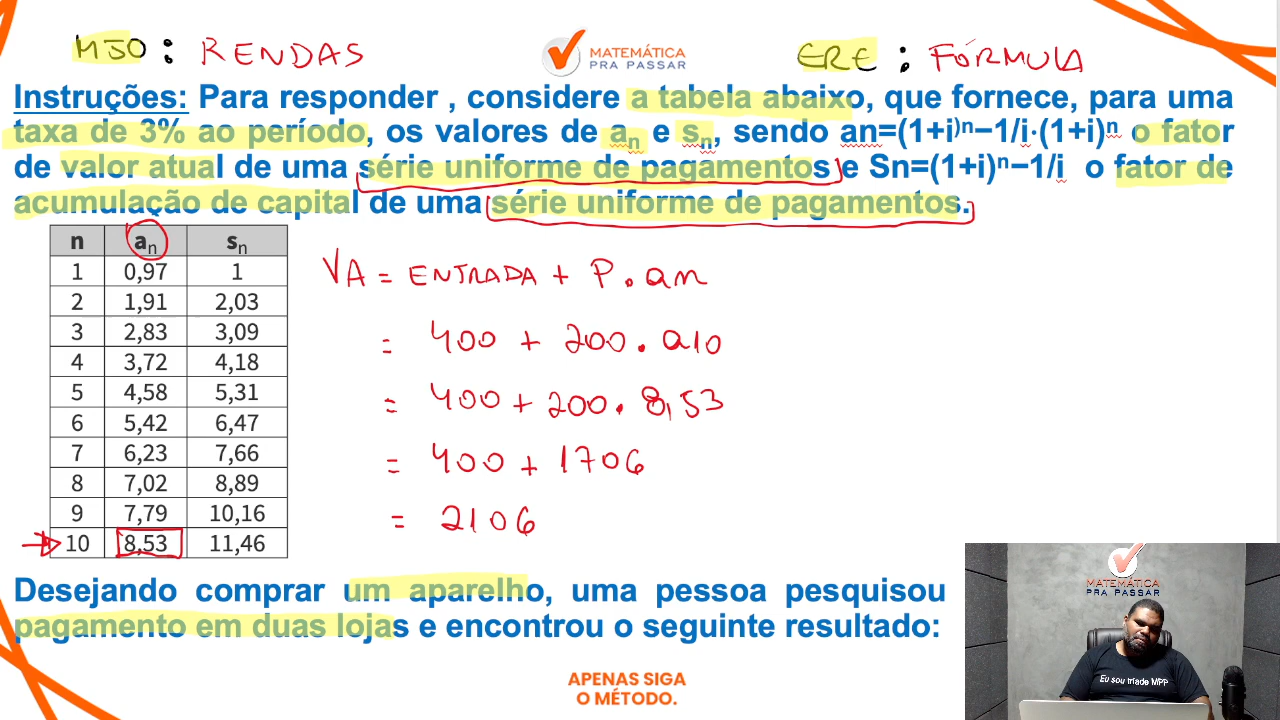 MJO : RENDAS
MATEMÁTICA
PRA PASSAR
ERE : FÓRMULA
Instruções: Para responder , considere a tabela abaixo, que fornece, para uma
taxa de 3% ao período, os valores de an e sn, sendo an=(1+i)n−1/i·(1+i)n o fator
de valor atual de uma série uniforme de pagamentos e Sn=(1+i)n−1/i o fator de
acumulação de capital de uma série uniforme de pagamentos.
n an sn
1 0,97 1
2 1,91 2,03
3 2,83 3,09
4 3,72 4,18
5 4,58 5,31
6 5,42 6,47
7 6,23 7,66
8 7,02 8,89
9 7,79 10,16
10 8,53 11,46
VA = ENTRADA + P.an
= 400 + 200 . a10
= 400 + 200 . 8,53
= 400 + 1706
= 2106
Desejando comprar um aparelho, uma pessoa pesquisou
pagamento em duas lojas e encontrou o seguinte resultado:
APENAS SIGA
O MÉTODO.
MATEMÁTICA
PRA PASSAR
Eu sou tríade MPP